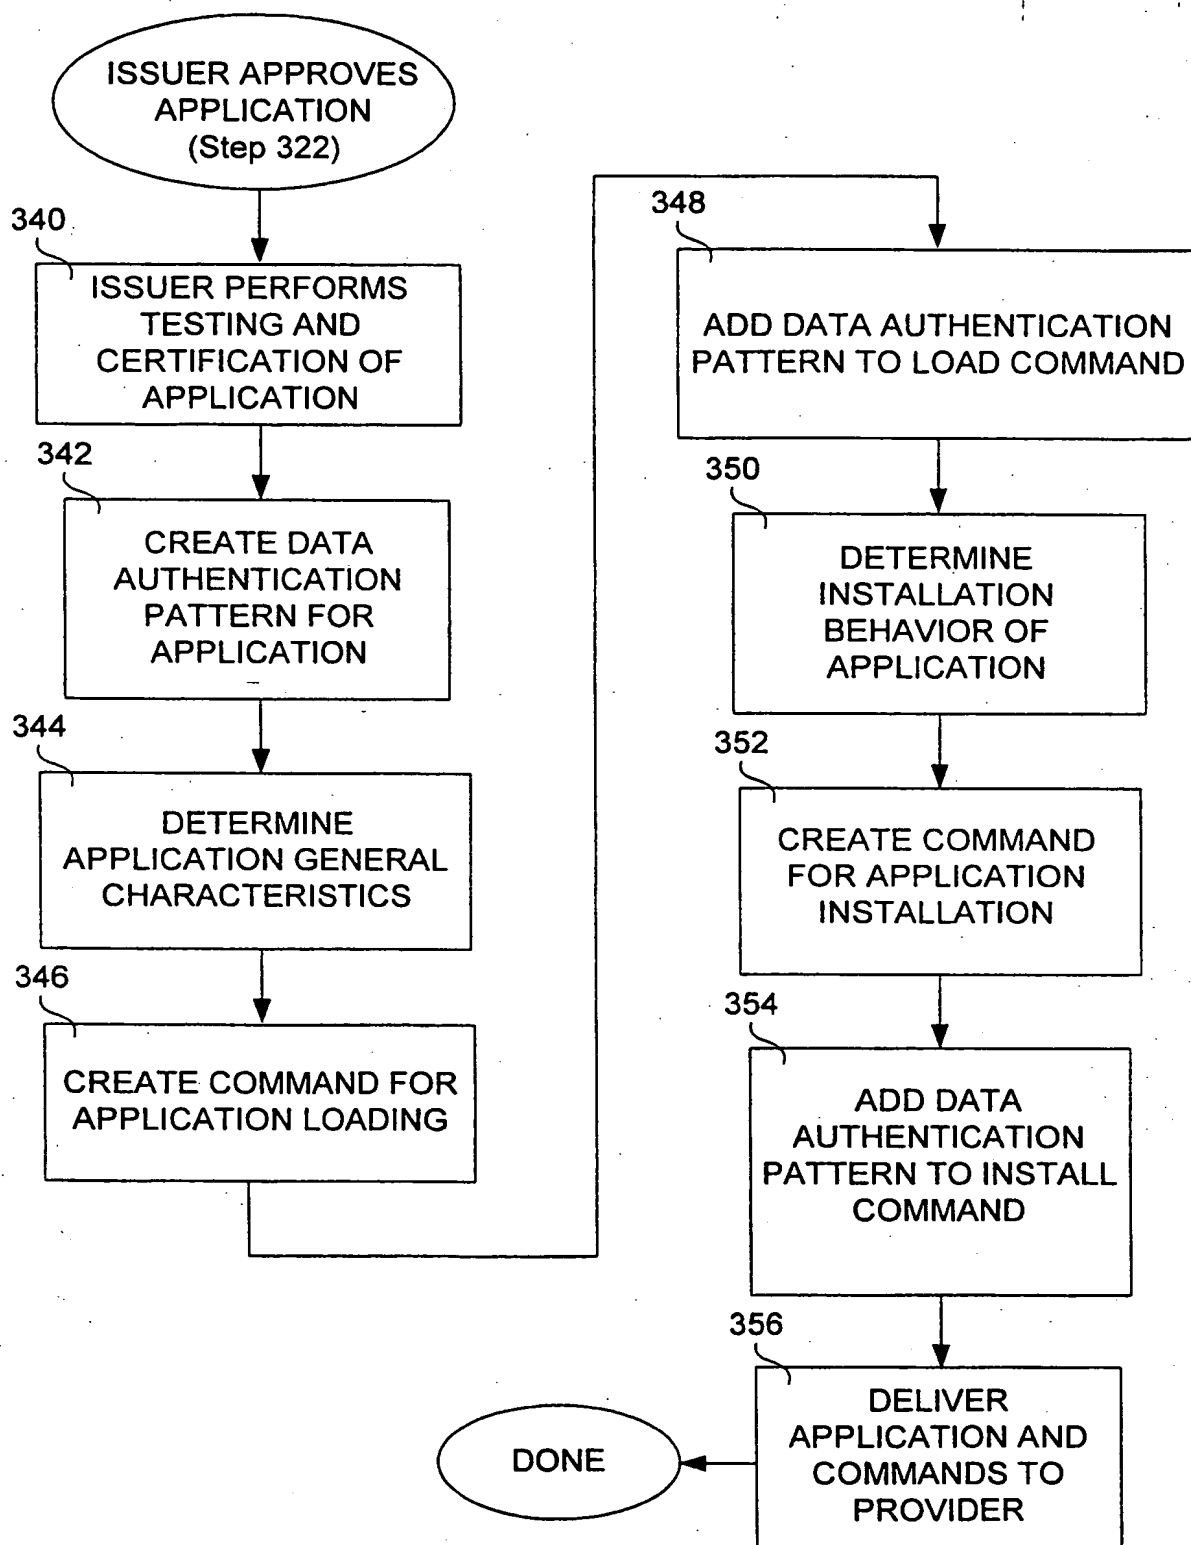 ISSUER APPROVES
APPLICATION
(Step 322)
340
ISSUER PERFORMS
TESTING AND
CERTIFICATION OF
APPLICATION
342
CREATE DATA
AUTHENTICATION
PATTERN FOR
APPLICATION
344
DETERMINE
APPLICATION GENERAL
CHARACTERISTICS
346
CREATE COMMAND FOR
APPLICATION LOADING
348
ADD DATA AUTHENTICATION
PATTERN TO LOAD COMMAND
350
DETERMINE
INSTALLATION
BEHAVIOR OF
APPLICATION
352
CREATE COMMAND
FOR APPLICATION
INSTALLATION
354
ADD DATA
AUTHENTICATION
PATTERN TO INSTALL
COMMAND
356
DELIVER
APPLICATION AND
COMMANDS TO
PROVIDER
DONE